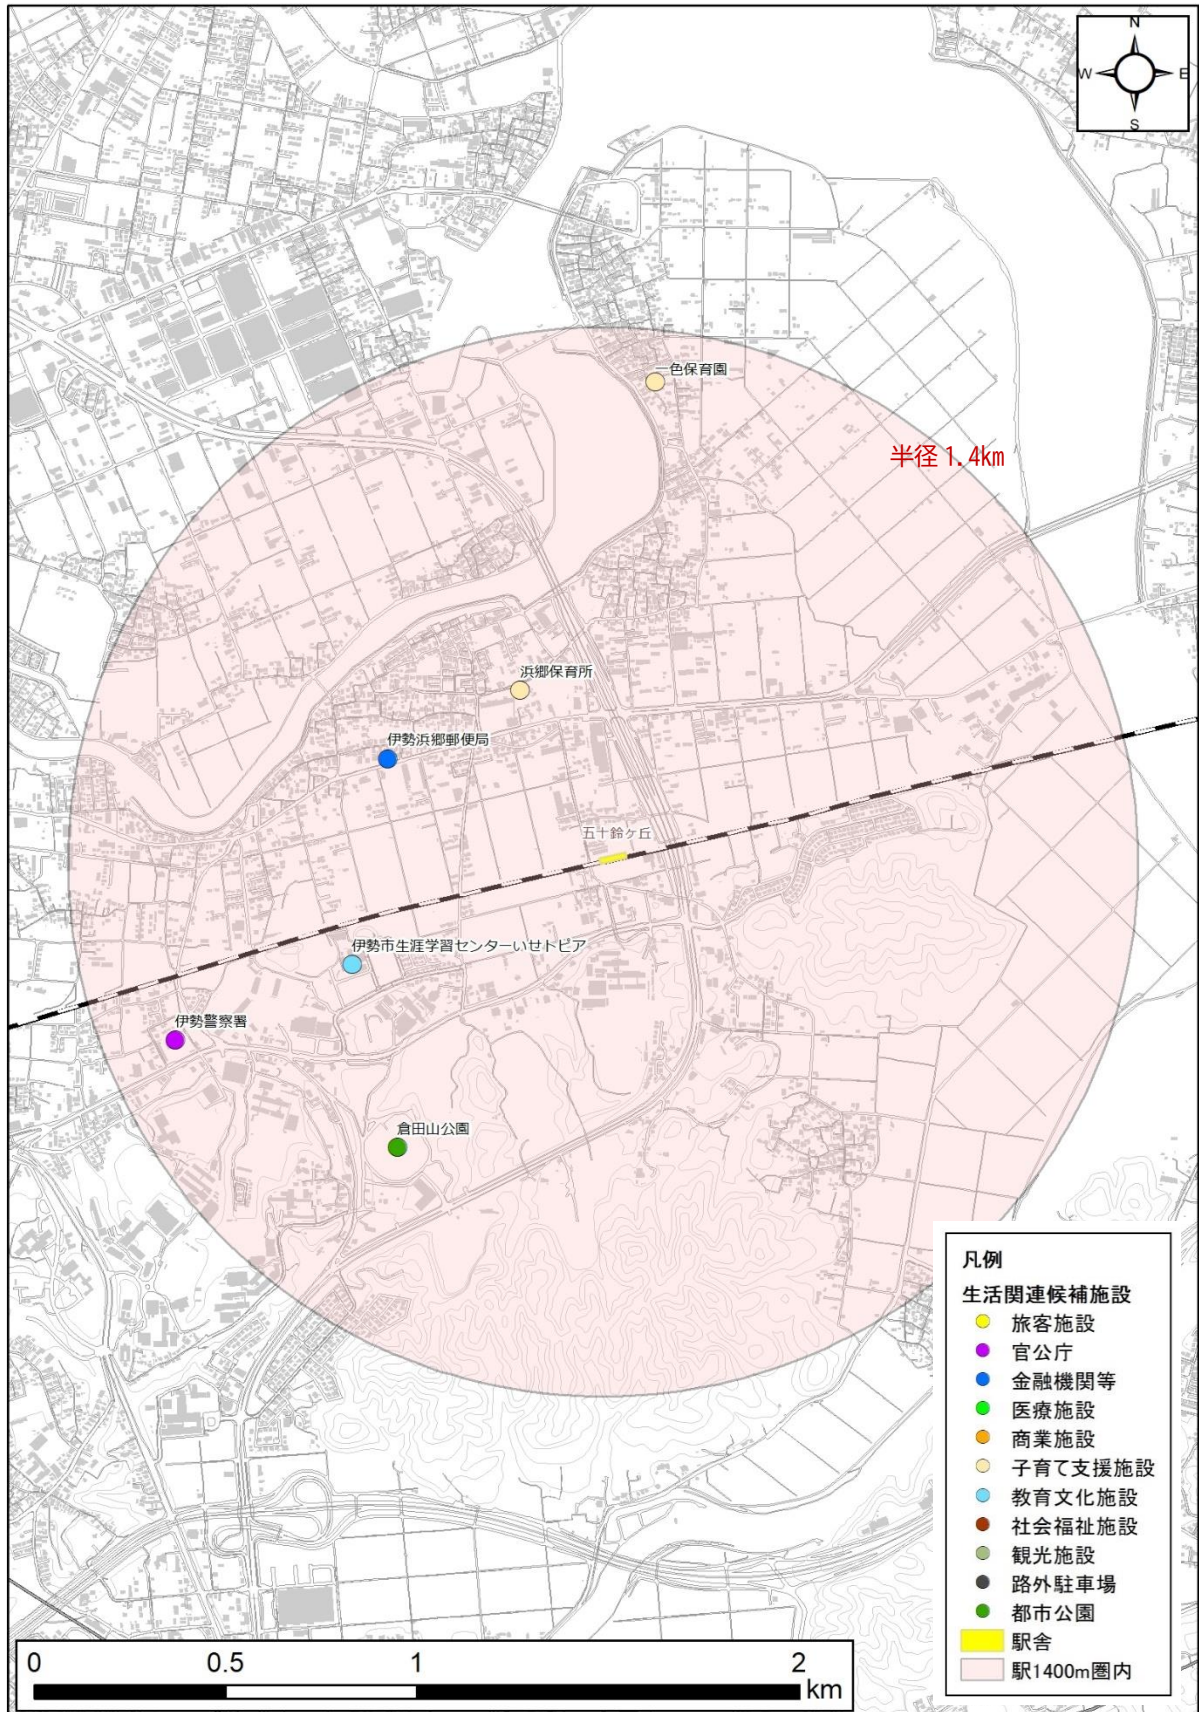 N
W E
S
一色保育園
半径1.4km
浜郷保育所
伊勢浜郷郵便局
五十鈴ヶ丘
伊勢市生涯学習センターいせトピア
伊勢警察署
倉田山公園
凡例
生活関連候補施設
旅客施設
官公庁
金融機関等
医療施設
商業施設
子育て支援施設
教育文化施設
社会福祉施設
観光施設
路外駐車場
都市公園
駅舎
駅1400m圏内
0 0.5 1 2
km